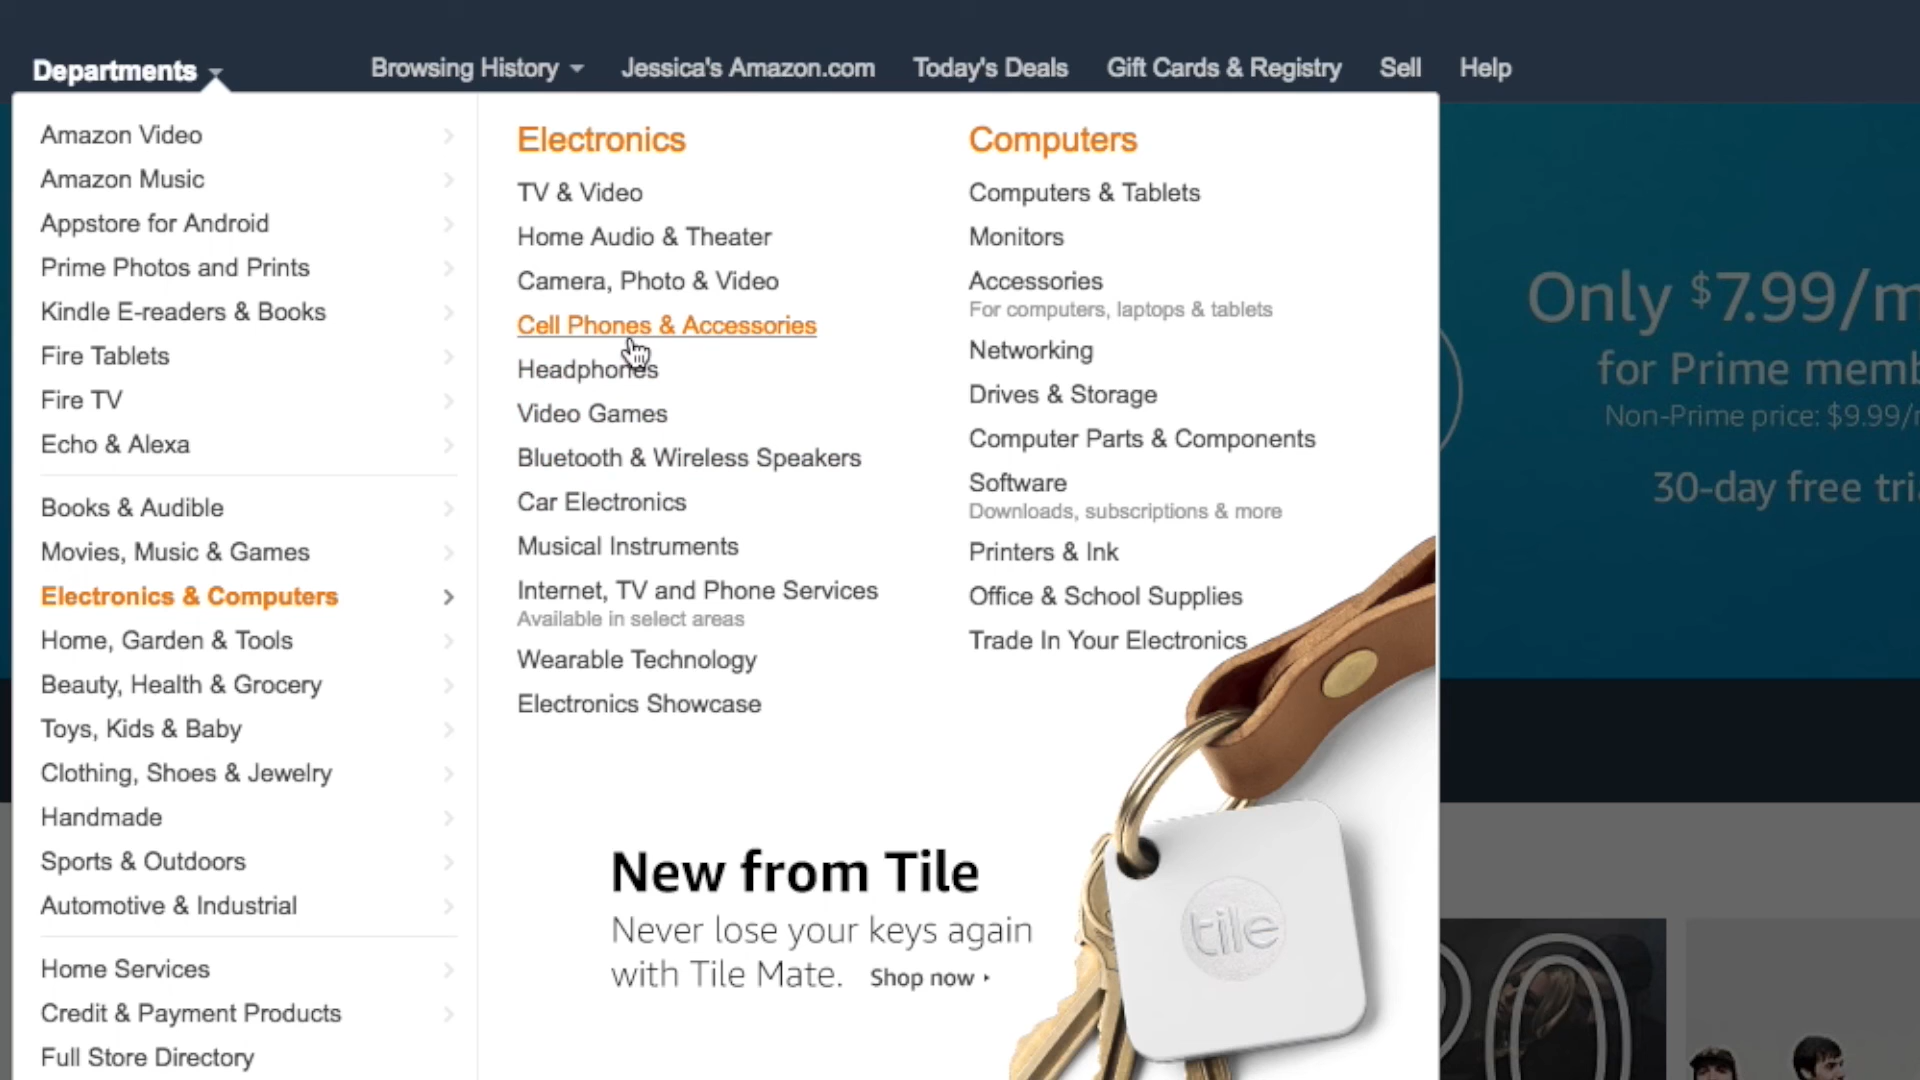 Departments
Browsing History
Jessica's Amazon.com
Today's Deals
Gift Cards & Registry
Sell
Help
Amazon Video
Amazon Music
Appstore for Android
Prime Photos and Prints
Kindle E-readers & Books
Fire Tablets
Fire TV
Echo & Alexa
Books & Audible
Movies, Music & Games
Electronics & Computers
Home, Garden & Tools
Beauty, Health & Grocery
Toys, Kids & Baby
Clothing, Shoes & Jewelry
Handmade
Sports & Outdoors
Automotive & Industrial
Home Services
Credit & Payment Products
Full Store Directory
Electronics
TV & Video
Home Audio & Theater
Camera, Photo & Video
Cell Phones & Accessories
Headphones
Video Games
Bluetooth & Wireless Speakers
Car Electronics
Musical Instruments
Internet, TV and Phone Services
Available in select areas
Wearable Technology
Electronics Showcase
Computers
Computers & Tablets
Monitors
Accessories
For computers, laptops & tablets
Networking
Drives & Storage
Computer Parts & Components
Software
Downloads, subscriptions & more
Printers & Ink
Office & School Supplies
Trade In Your Electronics
New from Tile
Never lose your keys again
with Tile Mate. Shop now
tile
Only $7.99/m
for Prime memb
Non-Prime price: $9.99/
30-day free tri